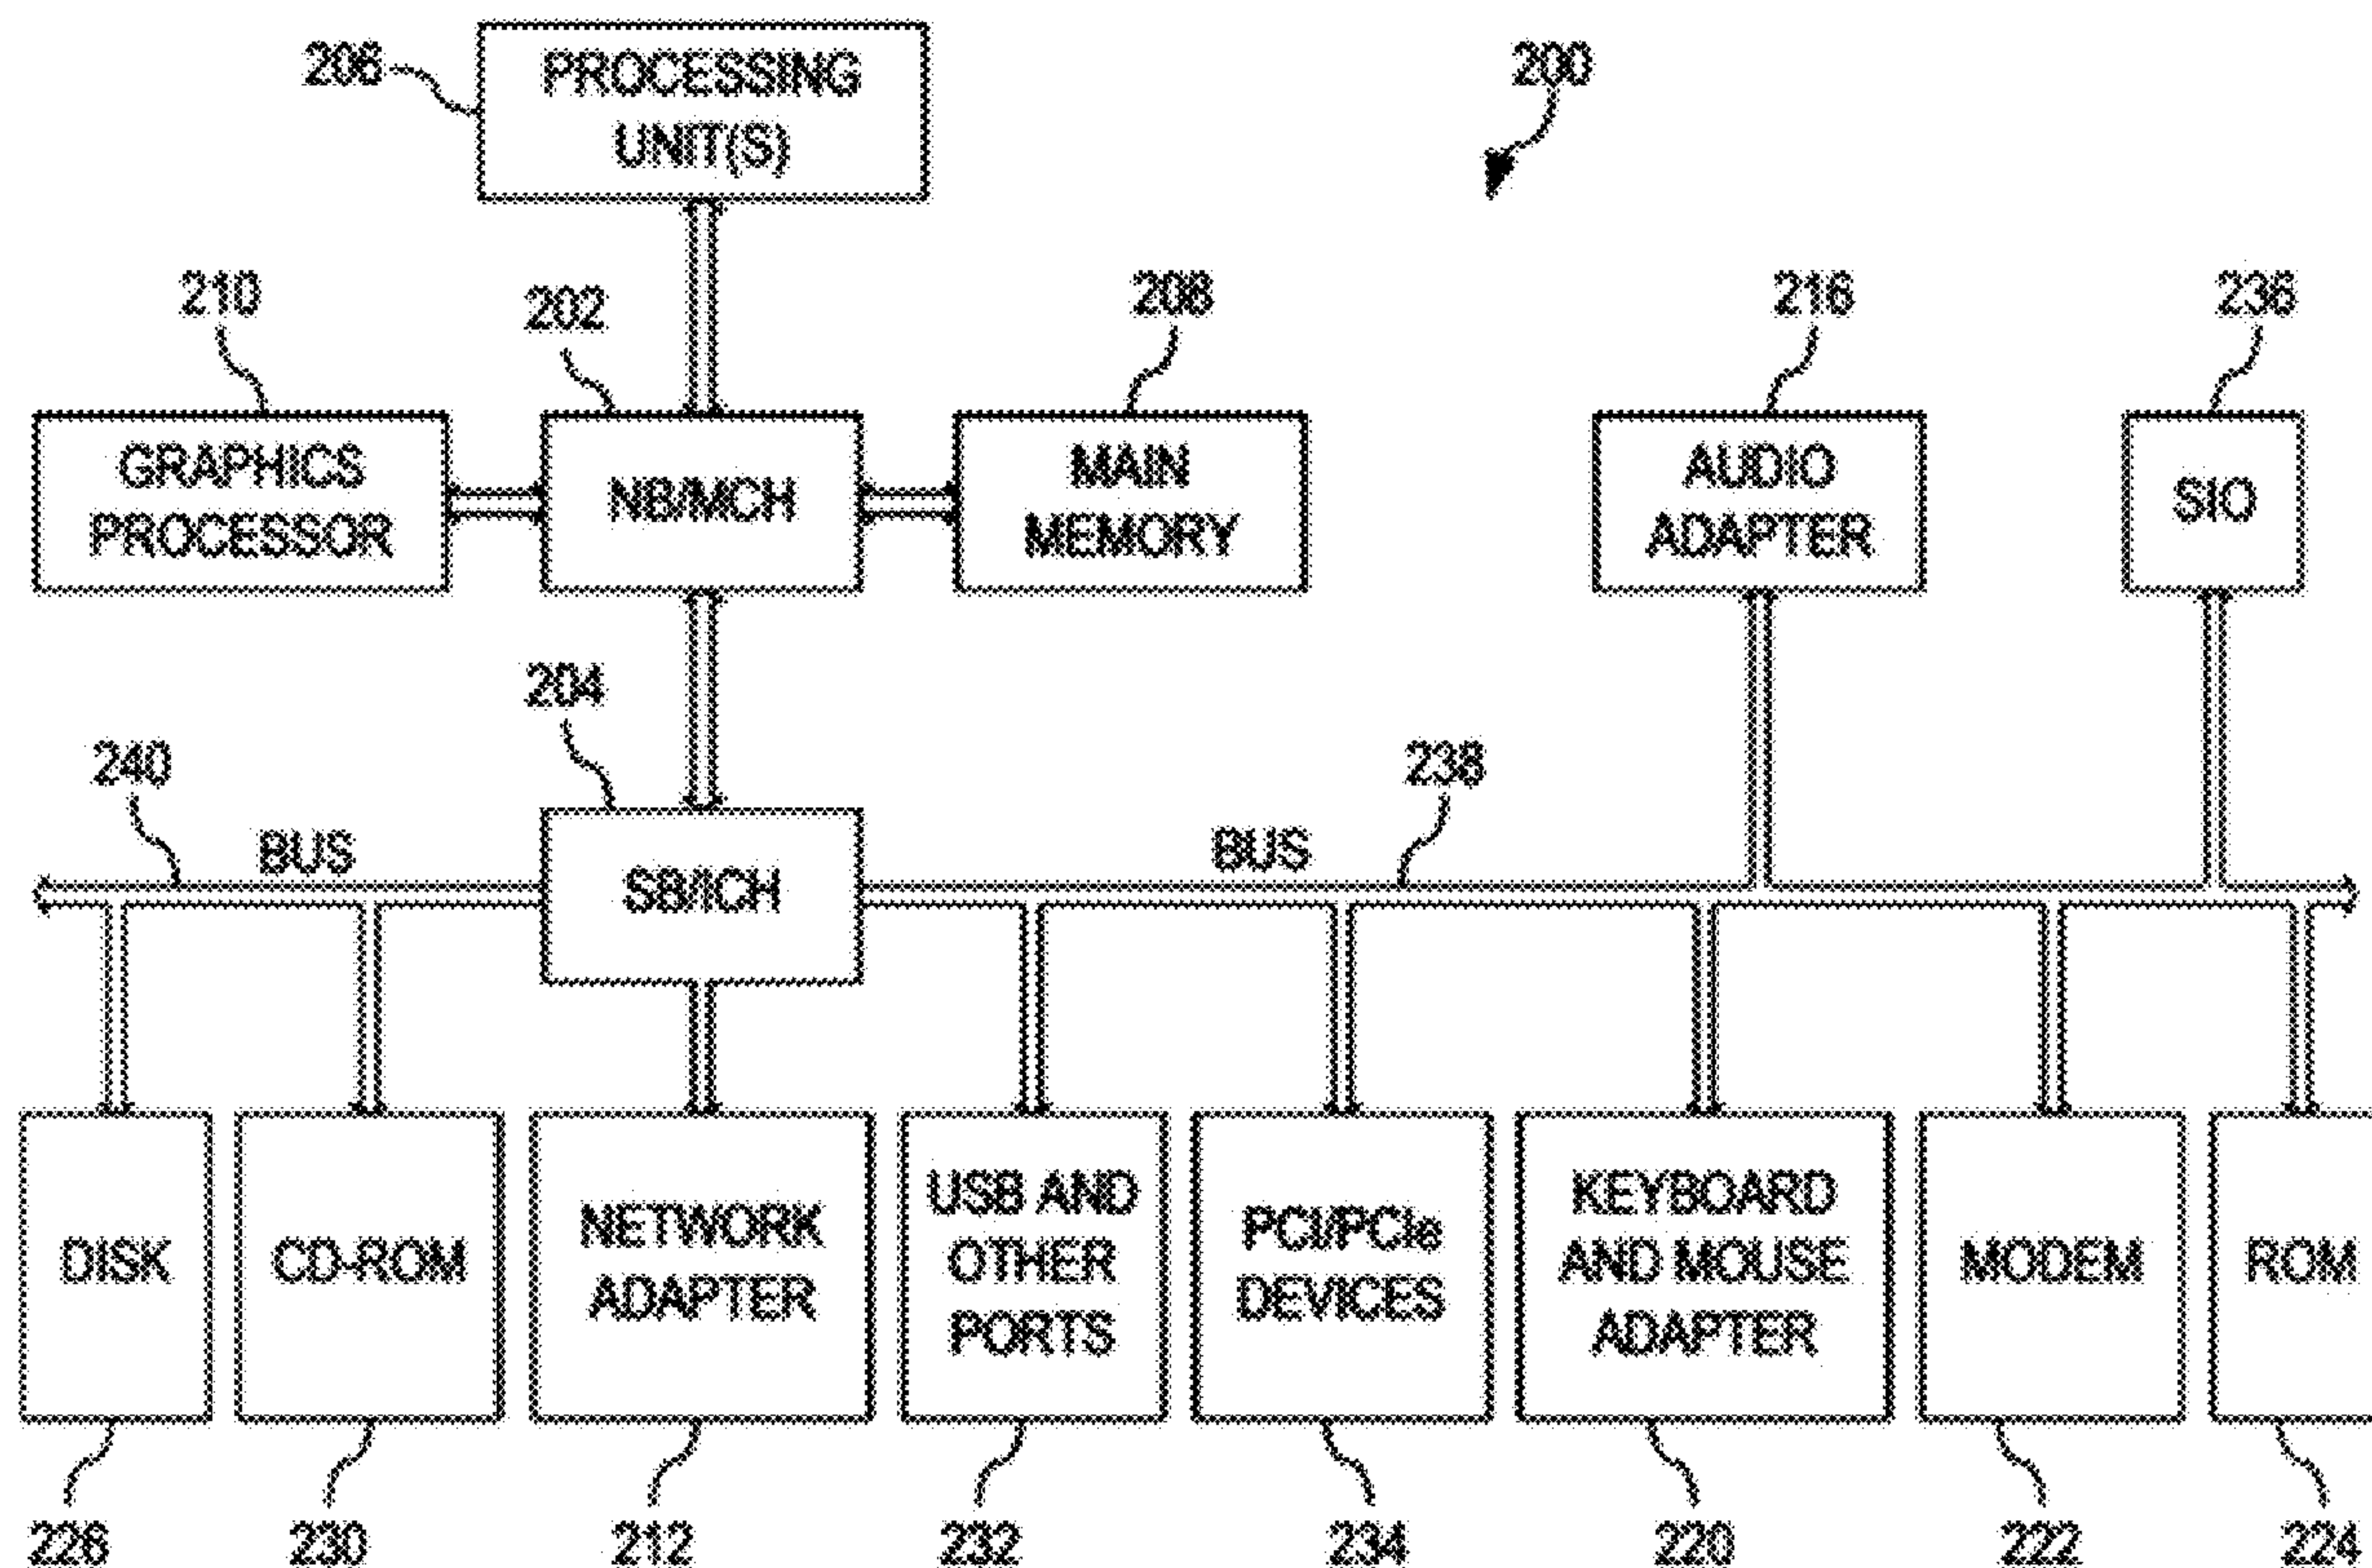 206
PROCESSING
UNIT(S)
200
210
202
208
216
236
GRAPHICS
PROCESSOR
NB/MCH
MAIN
MEMORY
AUDIO
ADAPTER
SIO
204
240
BUS
SB/ICH
BUS
238
DISK
CD-ROM
NETWORK
ADAPTER
USB AND
OTHER
PORTS
PCI/PCIe
DEVICES
KEYBOARD
AND MOUSE
ADAPTER
MODEM
ROM
226
230
212
232
234
220
222
224